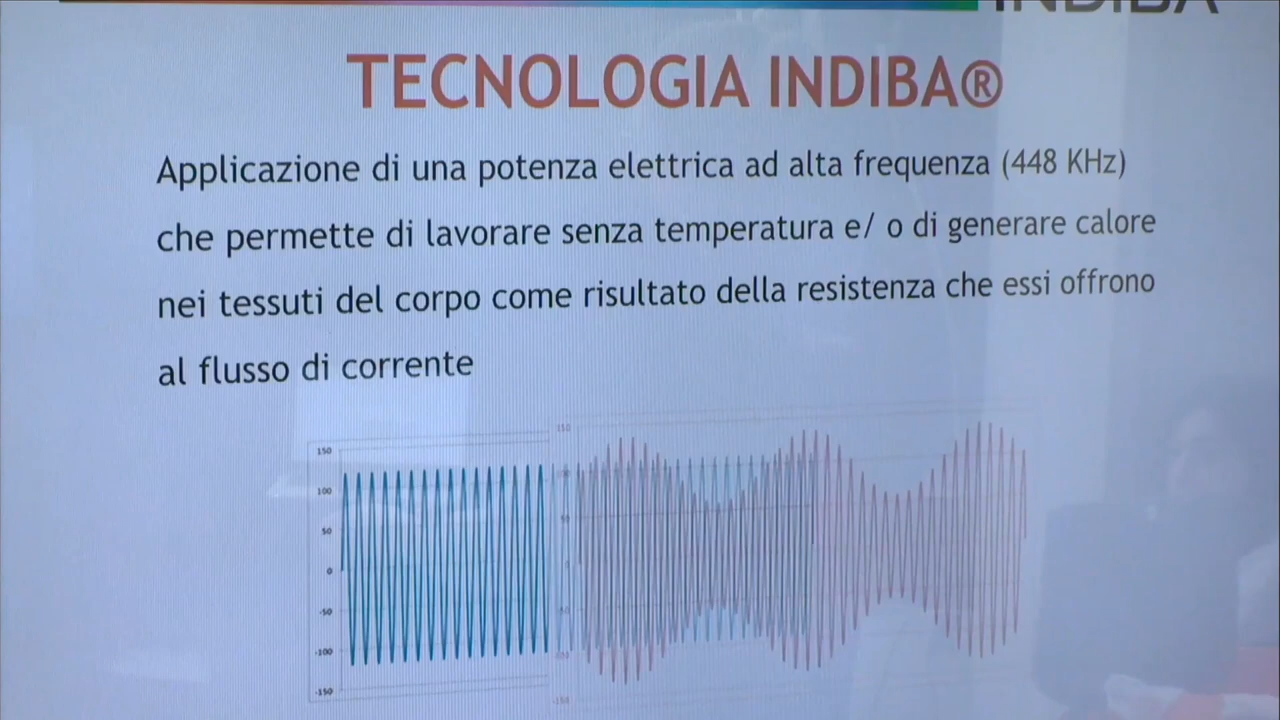 INDIBA
TECNOLOGIA INDIBA®
Applicazione di una potenza elettrica ad alta frequenza (448 KHz)
che permette di lavorare senza temperatura e/ o di generare calore
nei tessuti del corpo come risultato della resistenza che essi offrono
al flusso di corrente
150
100
50
0
-50
-100
-150
150